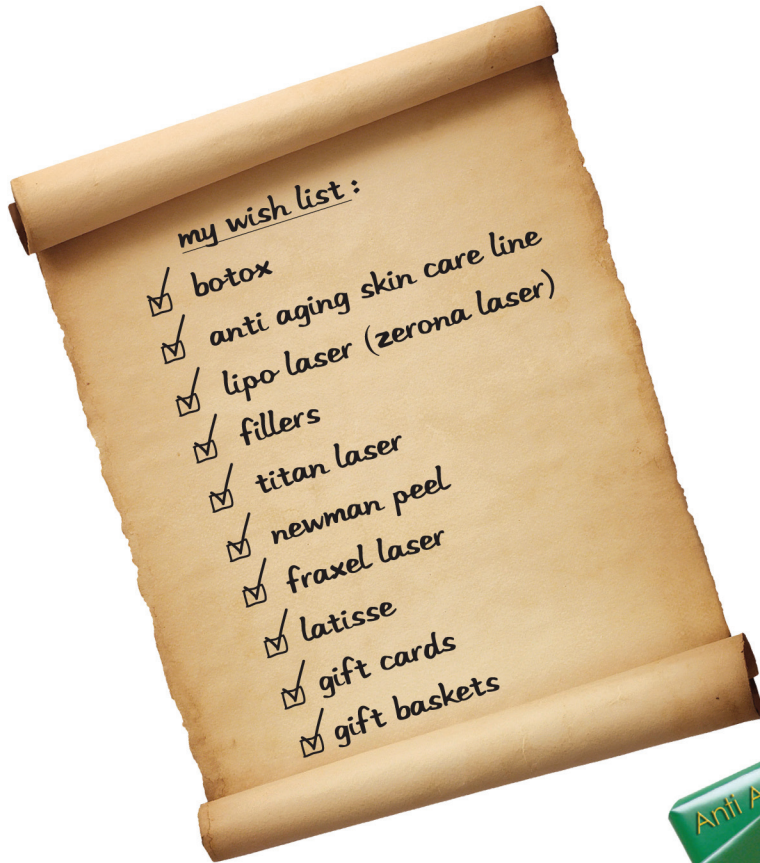 my wish list:
botox
anti aging skin care line
lipo laser (zerona laser)
fillers
titan laser
newman peel
fraxel laser
latisse
gift cards
gift baskets
Anti